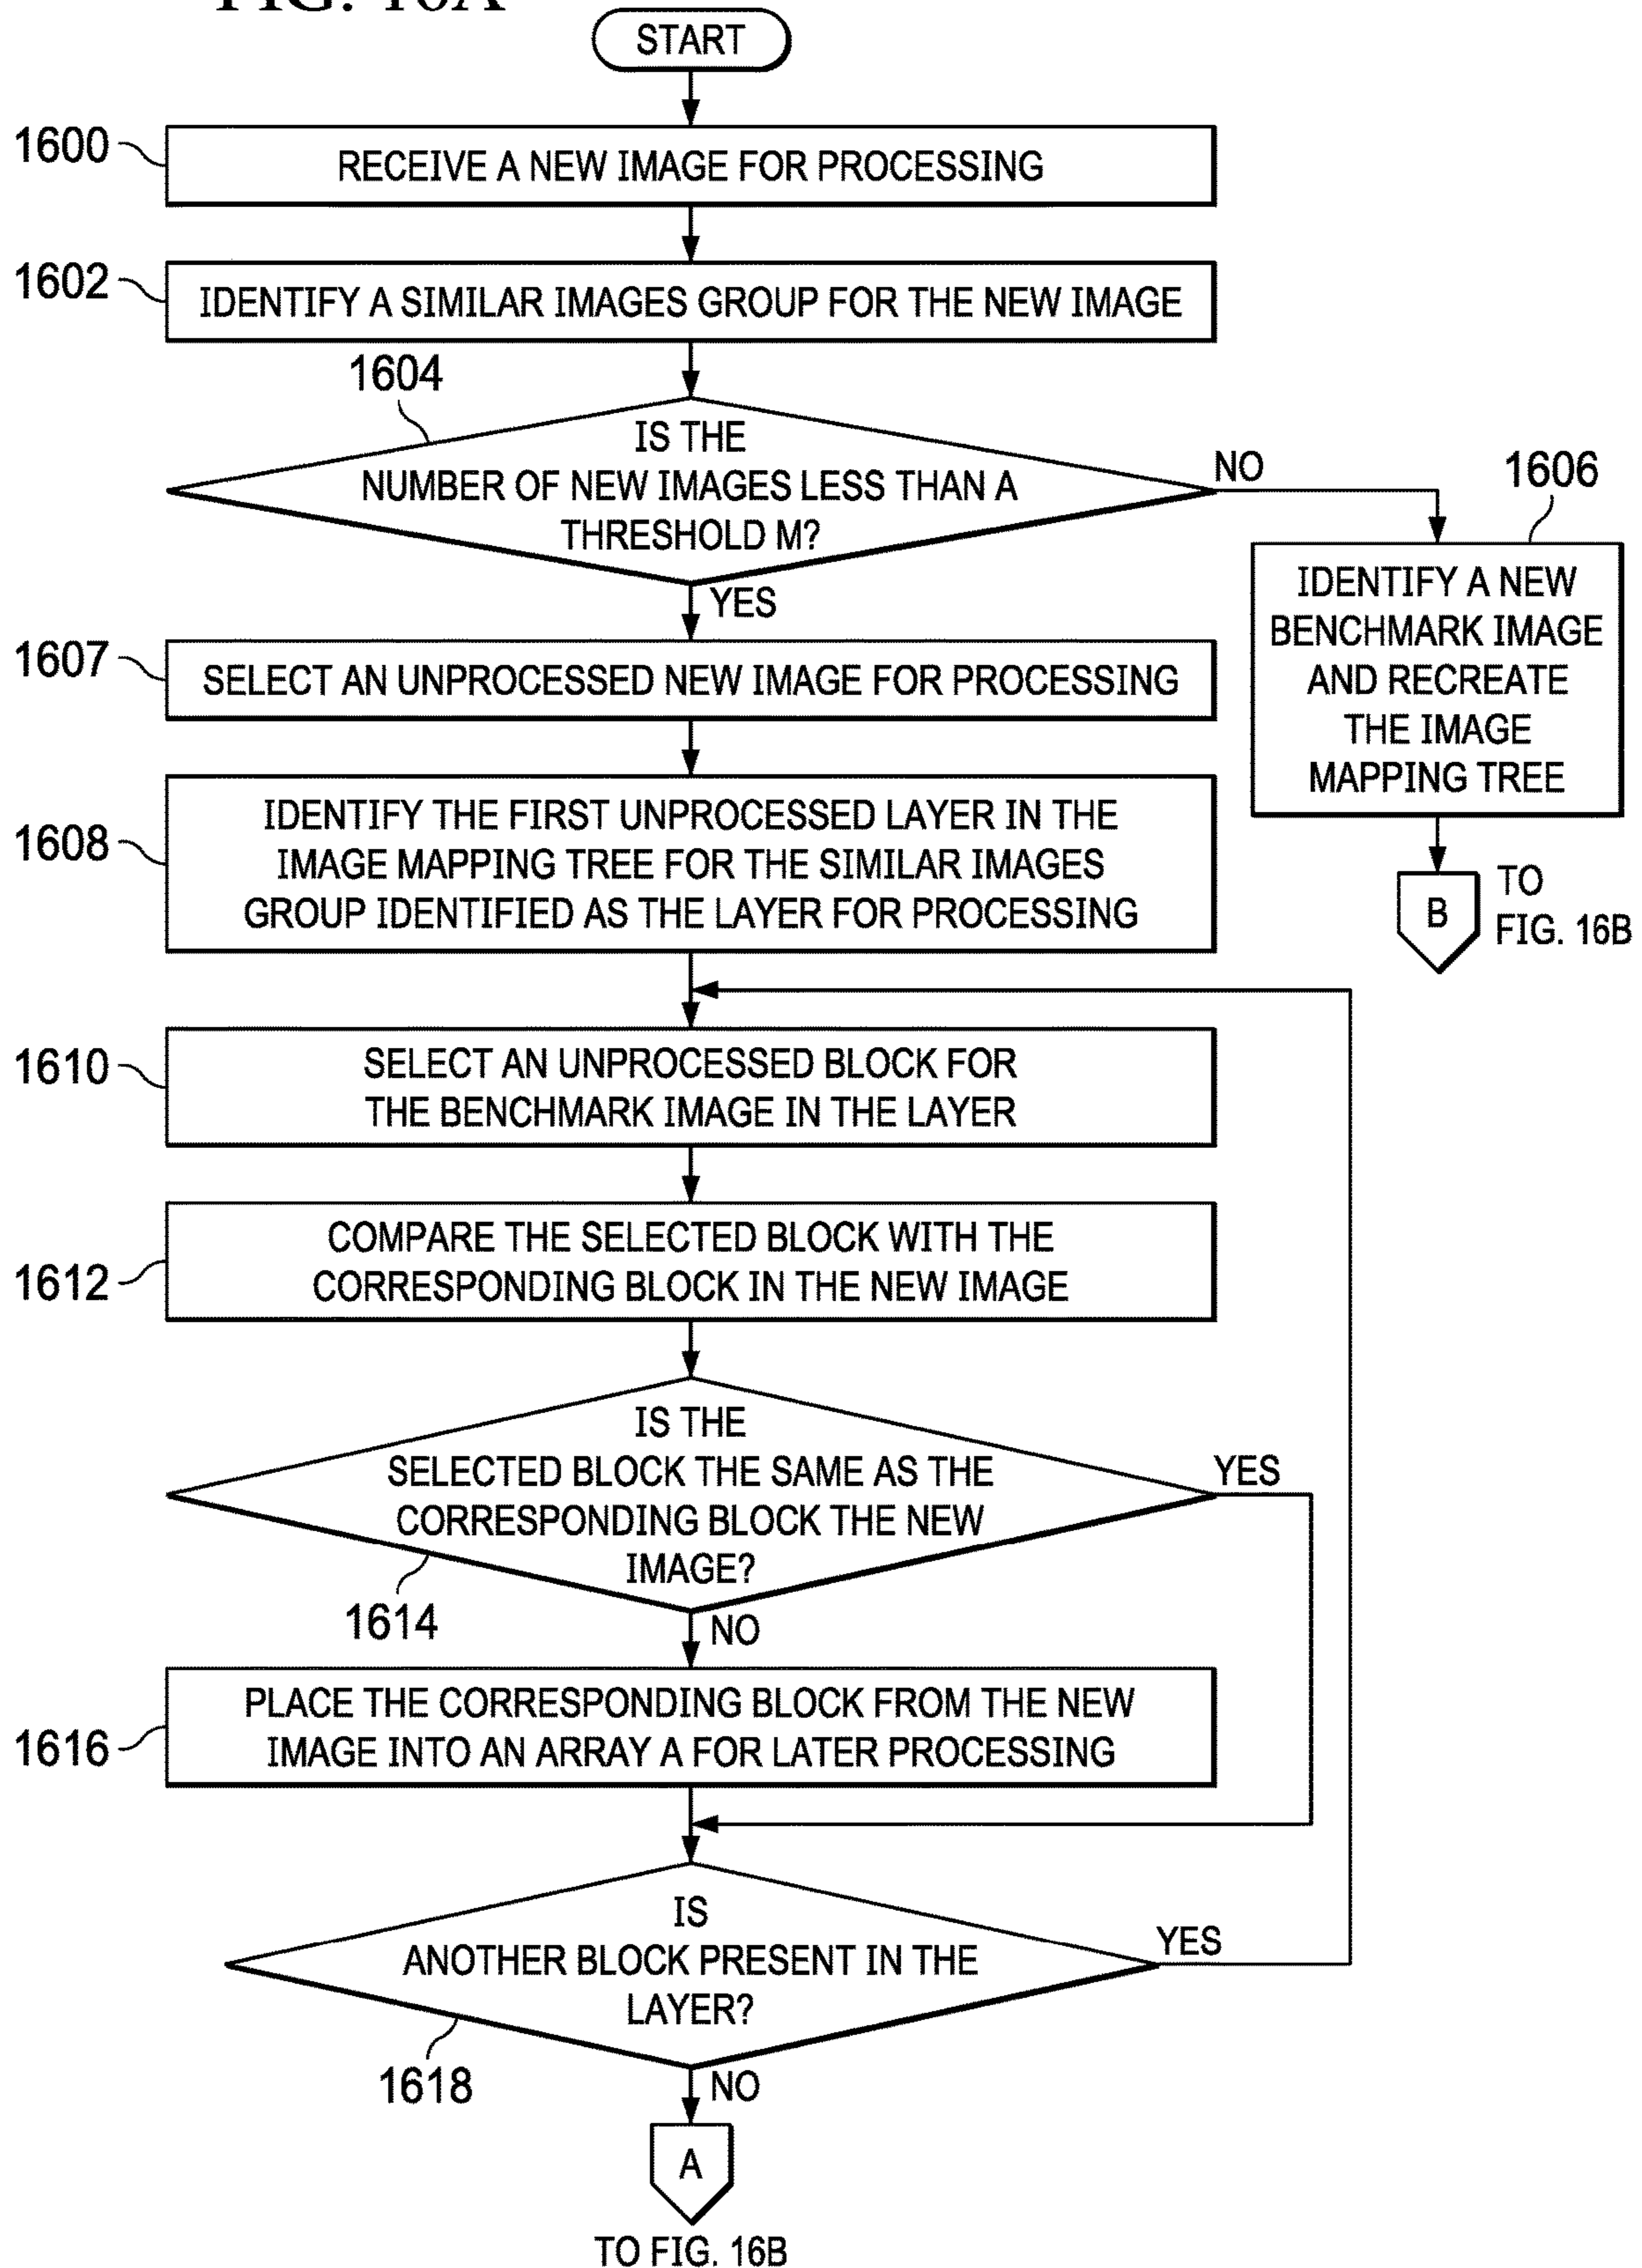 FIG. 16A
START
1600
RECEIVE A NEW IMAGE FOR PROCESSING
1602
IDENTIFY A SIMILAR IMAGES GROUP FOR THE NEW IMAGE
1604
IS THE
NUMBER OF NEW IMAGES LESS THAN A
THRESHOLD M?
NO
YES
1606
IDENTIFY A NEW
BENCHMARK IMAGE
AND RECREATE
THE IMAGE
MAPPING TREE
B
TO
FIG. 16B
1607
SELECT AN UNPROCESSED NEW IMAGE FOR PROCESSING
1608
IDENTIFY THE FIRST UNPROCESSED LAYER IN THE
IMAGE MAPPING TREE FOR THE SIMILAR IMAGES
GROUP IDENTIFIED AS THE LAYER FOR PROCESSING
1610
SELECT AN UNPROCESSED BLOCK FOR
THE BENCHMARK IMAGE IN THE LAYER
1612
COMPARE THE SELECTED BLOCK WITH THE
CORRESPONDING BLOCK IN THE NEW IMAGE
IS THE
SELECTED BLOCK THE SAME AS THE
CORRESPONDING BLOCK THE NEW
IMAGE?
YES
1614
NO
1616
PLACE THE CORRESPONDING BLOCK FROM THE NEW
IMAGE INTO AN ARRAY A FOR LATER PROCESSING
IS
ANOTHER BLOCK PRESENT IN THE
LAYER?
YES
1618
NO
A
TO FIG. 16B